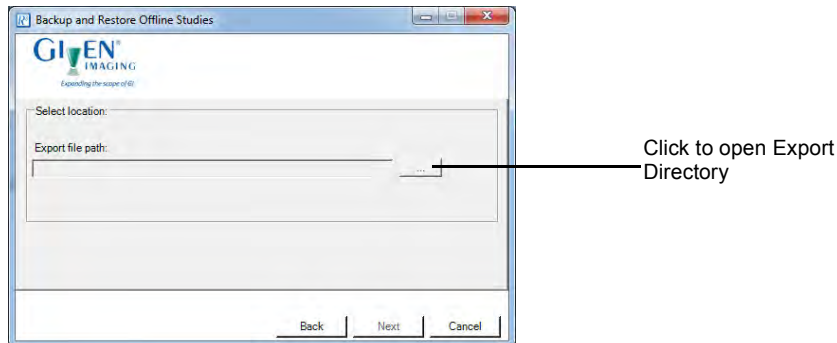 Backup and Restore Offline Studies
GIVEN®
IMAGING
Expanding the scope of GI
Select location:
Export file path:
...
Click to open Export
Directory
Back
Next
Cancel